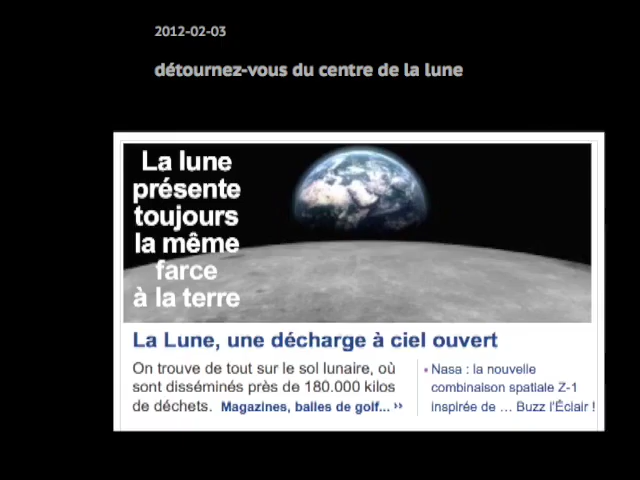 2012-02-03
détournez-vous du centre de la lune
La lune
présente
toujours
la même
farce
à la terre
La Lune, une décharge à ciel ouvert
On trouve de tout sur le sol lunaire, où
sont disséminés près de 180.000 kilos
de déchets. Magazines, balles de golf... ››
• Nasa : la nouvelle
combinaison spatiale Z-1
inspirée de ... Buzz l'Éclair !